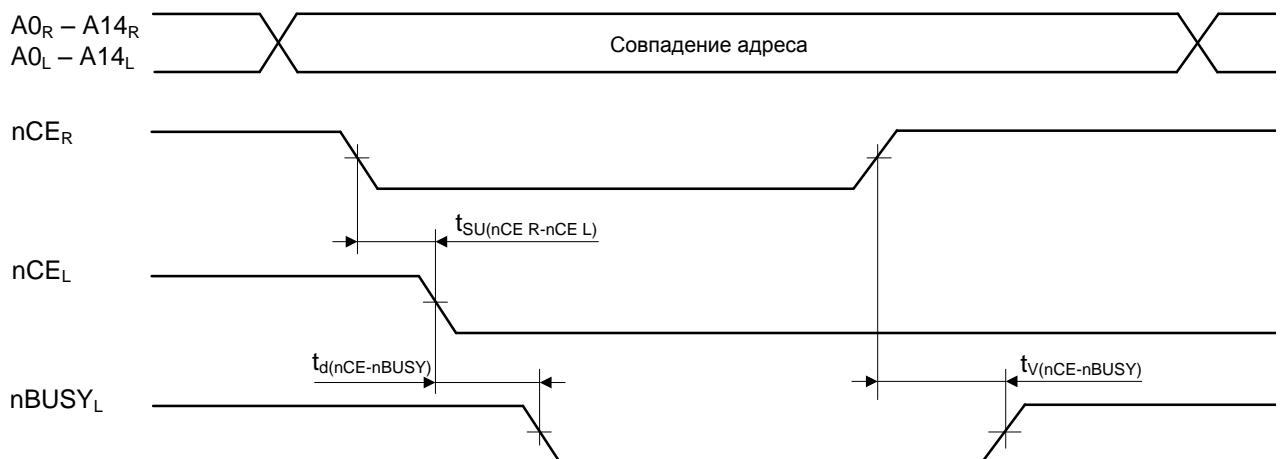 A0R – A14R
A0L – A14L
Совпадение адреса
nCER
tSU(nCE R-nCE L)
nCEL
td(nCE-nBUSY)
tV(nCE-nBUSY)
nBUSYL